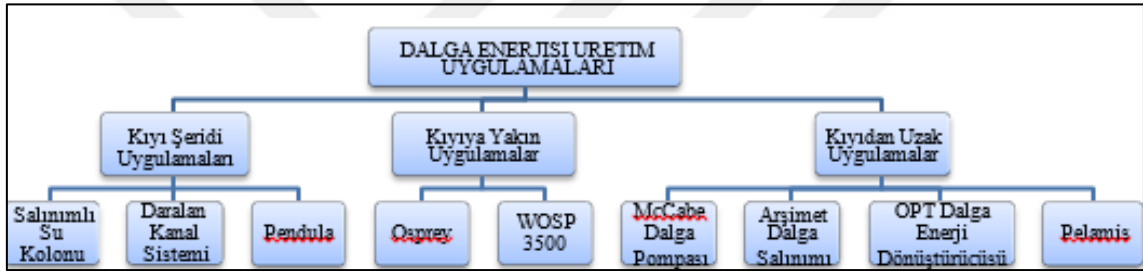 DALGA ENERJISI URETIM
UYGULAMALARI
Kıyı Şeridi
Uygulamaları
Kıyıya Yakın
Uygulamalar
Kıyıdan Uzak
Uygulamalar
Salınımlı
Su
Kolonu
Daralan
Kanal
Sistemi
Pendula
Osprey
WOSP
3500
McCabe
Dalga
Pompası
Arşimet
Dalga
Salınımı
OPT Dalga
Enerji
Dönüştürücüsü
Pelamis